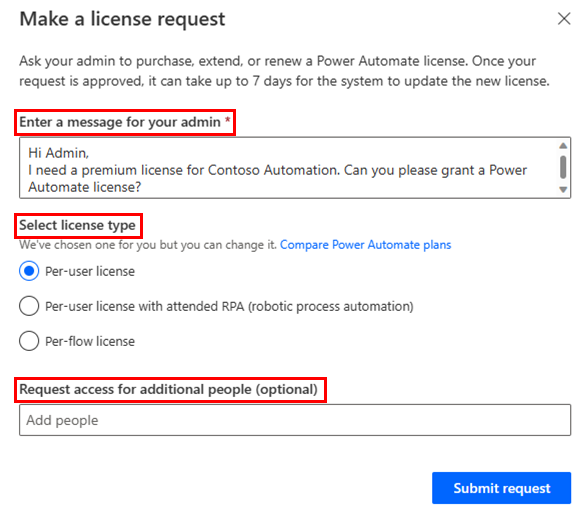 Make a license request
Ask your admin to purchase, extend, or renew a Power Automate license. Once your
request is approved, it can take up to 7 days for the system to update the new license.
Enter a message for your admin *
Hi Admin,
I need a premium license for Contoso Automation. Can you please grant a Power
Automate license?
Select license type
We've chosen one for you but you can change it. Compare Power Automate plans
Per-user license
Per-user license with attended RPA (robotic process automation)
Per-flow license
Request access for additional people (optional)
Add people
Submit request